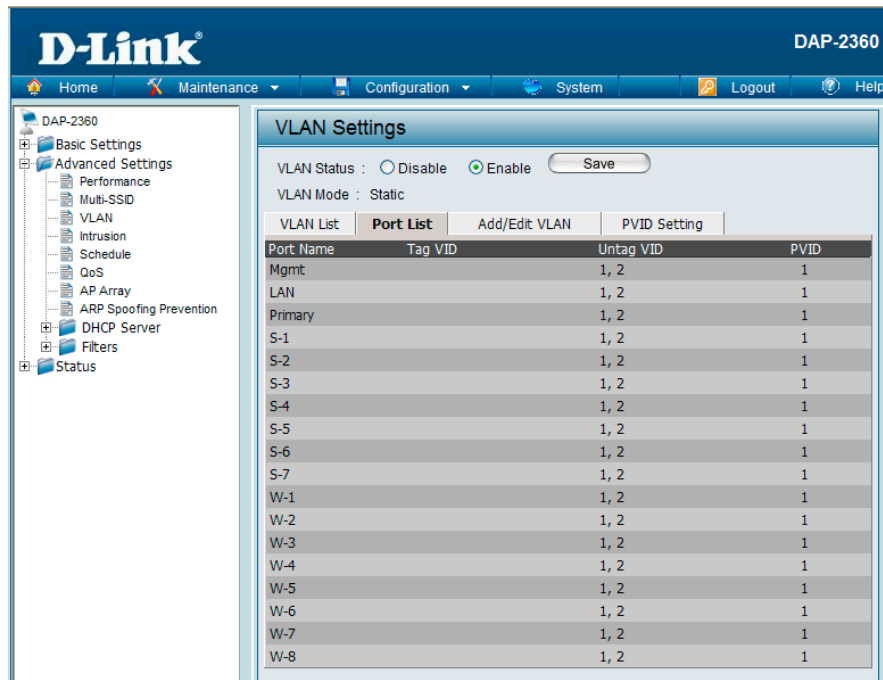 D-Link®
DAP-2360
Home Maintenance Configuration System Logout Help
DAP-2360
Basic Settings
Advanced Settings
Performance
Multi-SSID
VLAN
Intrusion
Schedule
QoS
AP Array
ARP Spoofing Prevention
DHCP Server
Filters
Status
VLAN Settings
VLAN Status : Disable Enable Save
VLAN Mode : Static
VLAN List Port List Add/Edit VLAN PVID Setting
Port Name Tag VID Untag VID PVID
Mgmt 1, 2 1
LAN 1, 2 1
Primary 1, 2 1
S-1 1, 2 1
S-2 1, 2 1
S-3 1, 2 1
S-4 1, 2 1
S-5 1, 2 1
S-6 1, 2 1
S-7 1, 2 1
W-1 1, 2 1
W-2 1, 2 1
W-3 1, 2 1
W-4 1, 2 1
W-5 1, 2 1
W-6 1, 2 1
W-7 1, 2 1
W-8 1, 2 1